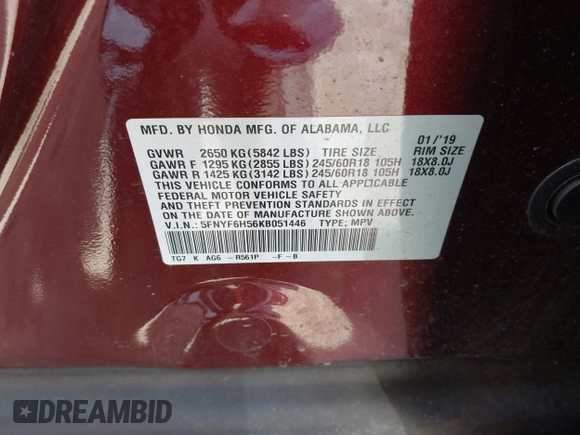 MFD. BY HONDA MFG. OF ALABAMA, LLC 01/'19
GVWR 2650 KG (5842 LBS) TIRE SIZE RIM SIZE
GAWR F 1295 KG (2855 LBS) 245/60R18 105H 18X8.0J
GAWR R 1425 KG (3142 LBS) 245/60R18 105H 18X8.0J
THIS VEHICLE CONFORMS TO ALL APPLICABLE
FEDERAL MOTOR VEHICLE SAFETY
AND THEFT PREVENTION STANDARDS
IN EFFECT ON THE DATE OF MANUFACTURE SHOWN ABOVE.
V.I.N.: 5FNYF6H56KB051446 TYPE: MPV
TG7 K AG6 -R561P -F-B
DREAMBID